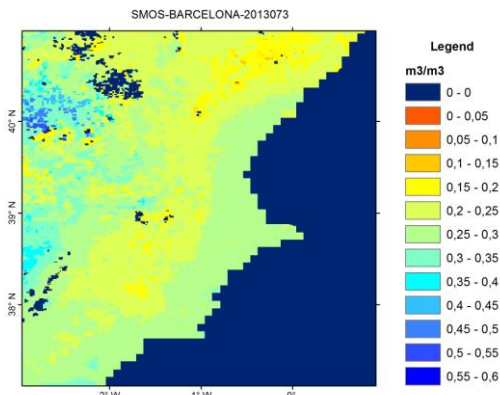 SMOS-BARCELONA-2013073
Legend
m3/m3
0 - 0
0 - 0,05
0,05 - 0,1
0,1 - 0,15
0,15 - 0,2
0,2 - 0,25
0,25 - 0,3
0,3 - 0,35
0,35 - 0,4
0,4 - 0,45
0,45 - 0,5
0,5 - 0,55
0,55 - 0,6
40° N
39° N
38° N
2° W
1° W
0°